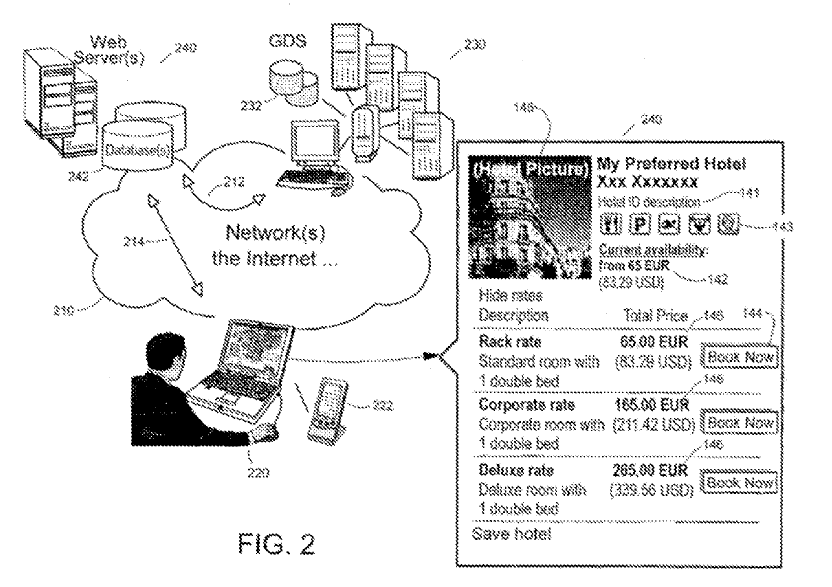 Web
Server(s)
240
GDS
230
232
Database(s)
242
212
214
Network(s)
the Internet ...
210
222
220
FIG. 2
240
(Hotel Picture)
My Preferred Hotel
Xxx Xxxxxxx
Hotel ID description
141
143
Current availability:
from 65 EUR
142
(83.29 USD)
Hide rates
Description
Total Price
146
144
Rack rate
65.00 EUR
Standard room with
(83.29 USD)
Book Now
1 double bed
146
Corporate rate
165.00 EUR
Corporate room with
(211.42 USD)
Book Now
1 double bed
146
Deluxe rate
265.00 EUR
Deluxe room with
(339.56 USD)
Book Now
1 double bed
Save hotel